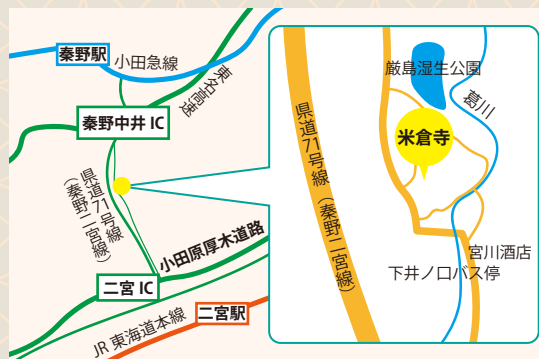 秦野駅
小田急線
東名高速
秦野中井 IC
県道71号線
（秦野二宮線）
小田原厚木道路
二宮 IC
二宮駅
JR 東海道本線
厳島湿生公園
葛川
米倉寺
県道71号線（秦野二宮線）
宮川酒店
下井ノ口バス停